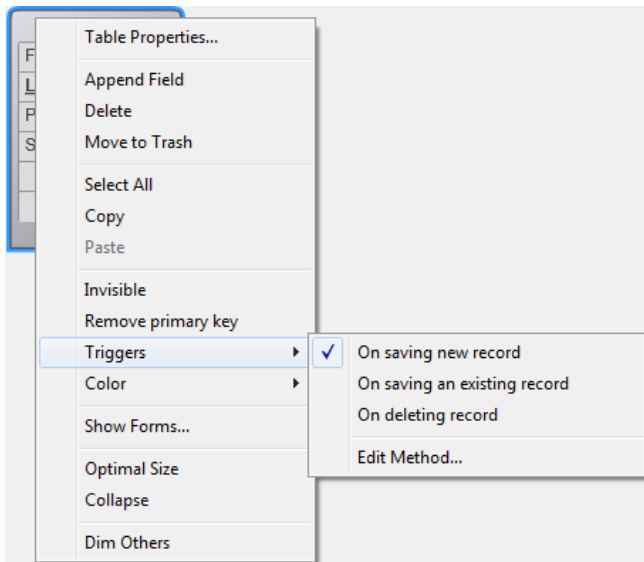 Table Properties...
F
Append Field
L
Delete
P
Move to Trash
S
Select All
Copy
Paste
Invisible
Remove primary key
Triggers
On saving new record
Color
On saving an existing record
On deleting record
Show Forms...
Edit Method...
Optimal Size
Collapse
Dim Others